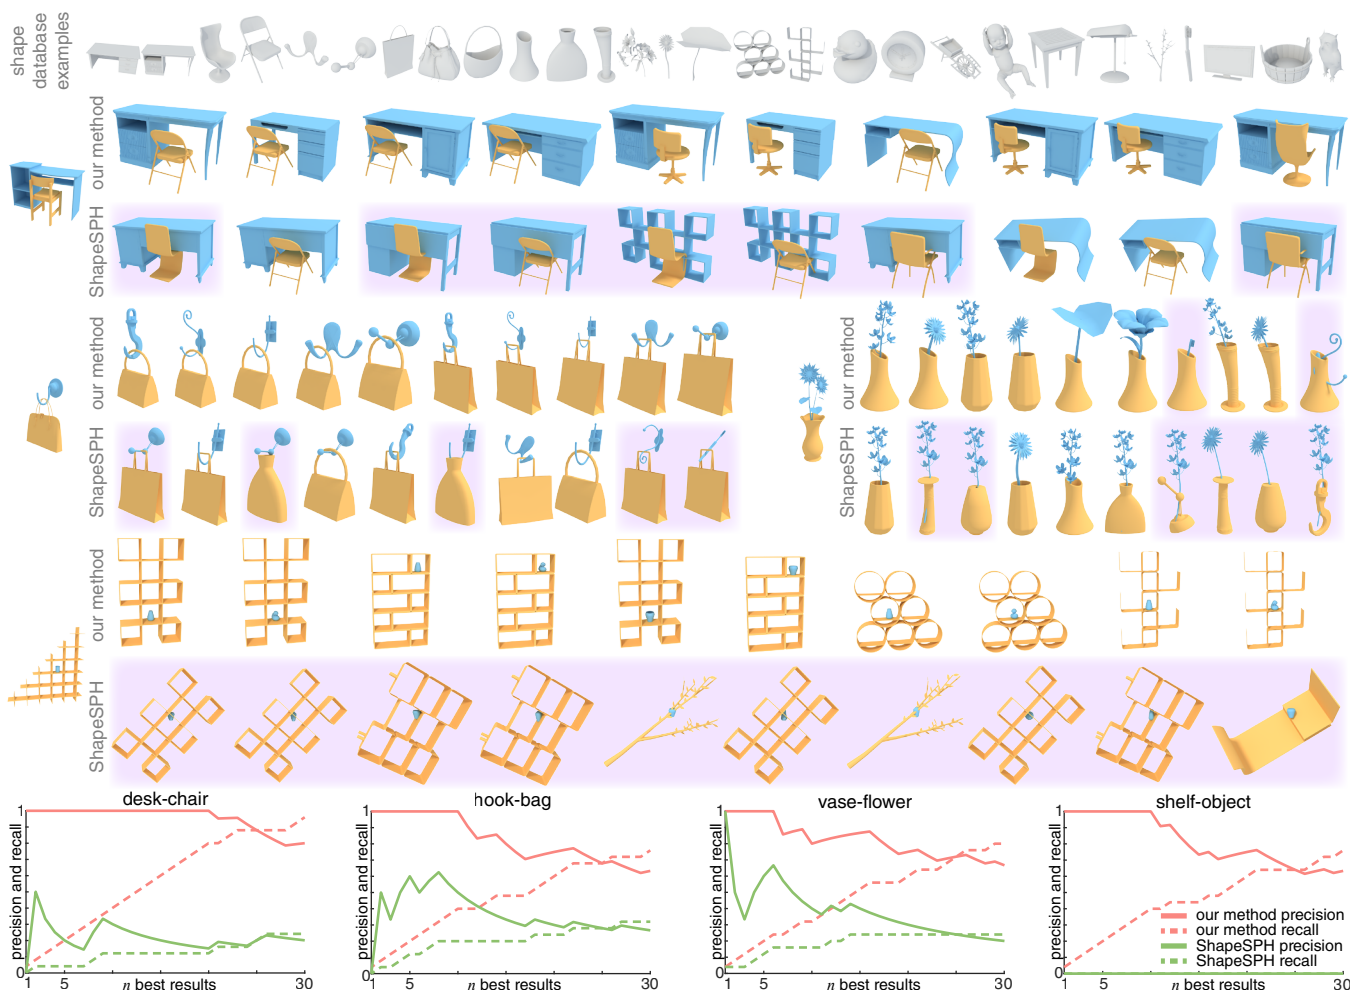 shape
database
examples
our method
ShapeSPH
our method
our method
ShapeSPH
ShapeSPH
our method
ShapeSPH
desk-chair
hook-bag
vase-flower
shelf-object
precision and recall
1
0
1
5
n best results
30
precision and recall
1
0
1
5
n best results
30
precision and recall
1
0
1
5
n best results
30
precision and recall
1
0
1
5
n best results
30
our method precision
our method recall
ShapeSPH precision
ShapeSPH recall